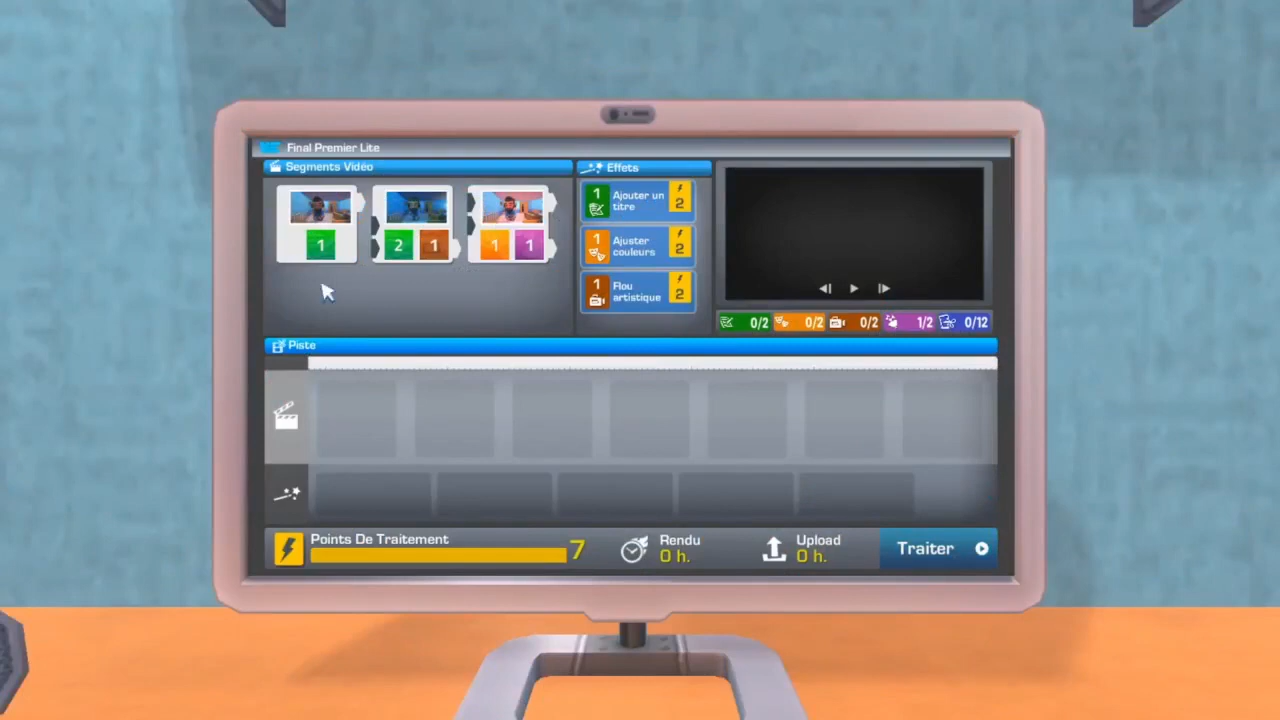 Final Premier Lite
Segments Vidéo
Effets
1
2 1
1 1
1 Ajouter un titre 2
1 Ajuster couleurs 2
1 Flou artistique 2
0/2 0/2 0/2 1/2 0/12
Piste
Points De Traitement 7
Rendu
0 h.
Upload
0 h.
Traiter